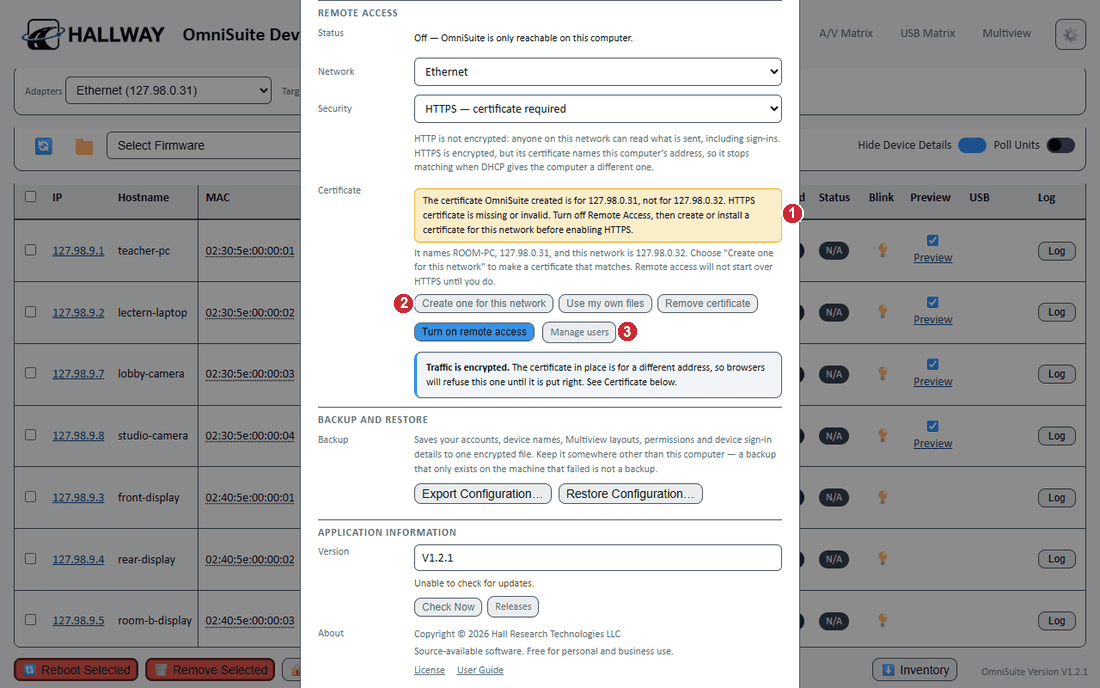 HALLWAY OmniSuite Dev
A/V Matrix USB Matrix Multiview
Adapters Ethernet (127.98.0.31) Targ
Select Firmware
Hide Device Details Poll Units
IP Hostname MAC
d Status Blink Preview USB Log
127.98.9.1 teacher-pc 02:30:5e:00:00:01 N/A Preview Log
127.98.9.2 lectern-laptop 02:30:5e:00:00:02 N/A Preview Log
127.98.9.7 lobby-camera 02:30:5e:00:00:03 N/A Preview Log
127.98.9.8 studio-camera 02:30:5e:00:00:04 N/A Preview Log
127.98.9.3 front-display 02:40:5e:00:00:01 N/A Log
127.98.9.4 rear-display 02:40:5e:00:00:02 N/A Log
127.98.9.5 room-b-display 02:40:5e:00:00:03 N/A Log
Reboot Selected Remove Selected
Inventory OmniSuite Version V1.2.1
REMOTE ACCESS
Status Off — OmniSuite is only reachable on this computer.
Network Ethernet
Security HTTPS — certificate required
HTTP is not encrypted: anyone on this network can read what is sent, including sign-ins.
HTTPS is encrypted, but its certificate names this computer's address, so it stops
matching when DHCP gives the computer a different one.
Certificate
The certificate OmniSuite created is for 127.98.0.31, not for 127.98.0.32. HTTPS
certificate is missing or invalid. Turn off Remote Access, then create or install a
certificate for this network before enabling HTTPS.
1
It names ROOM-PC, 127.98.0.31, and this network is 127.98.0.32. Choose "Create one
for this network" to make a certificate that matches. Remote access will not start over
HTTPS until you do.
2 Create one for this network Use my own files Remove certificate
Turn on remote access Manage users 3
Traffic is encrypted. The certificate in place is for a different address, so browsers
will refuse this one until it is put right. See Certificate below.
BACKUP AND RESTORE
Backup Saves your accounts, device names, Multiview layouts, permissions and device sign-in
details to one encrypted file. Keep it somewhere other than this computer — a backup
that only exists on the machine that failed is not a backup.
Export Configuration… Restore Configuration…
APPLICATION INFORMATION
Version V1.2.1
Unable to check for updates.
Check Now Releases
About Copyright © 2026 Hall Research Technologies LLC
Source-available software. Free for personal and business use.
License User Guide